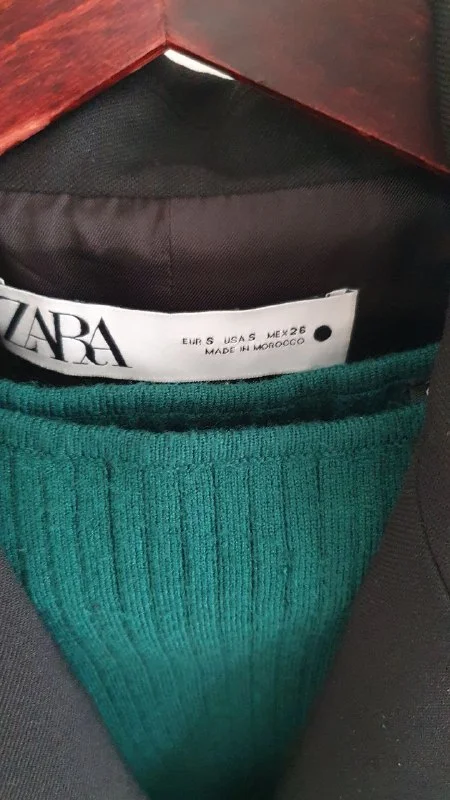 ZARA
EUR S USA S MEX 26
MADE IN MOROCCO